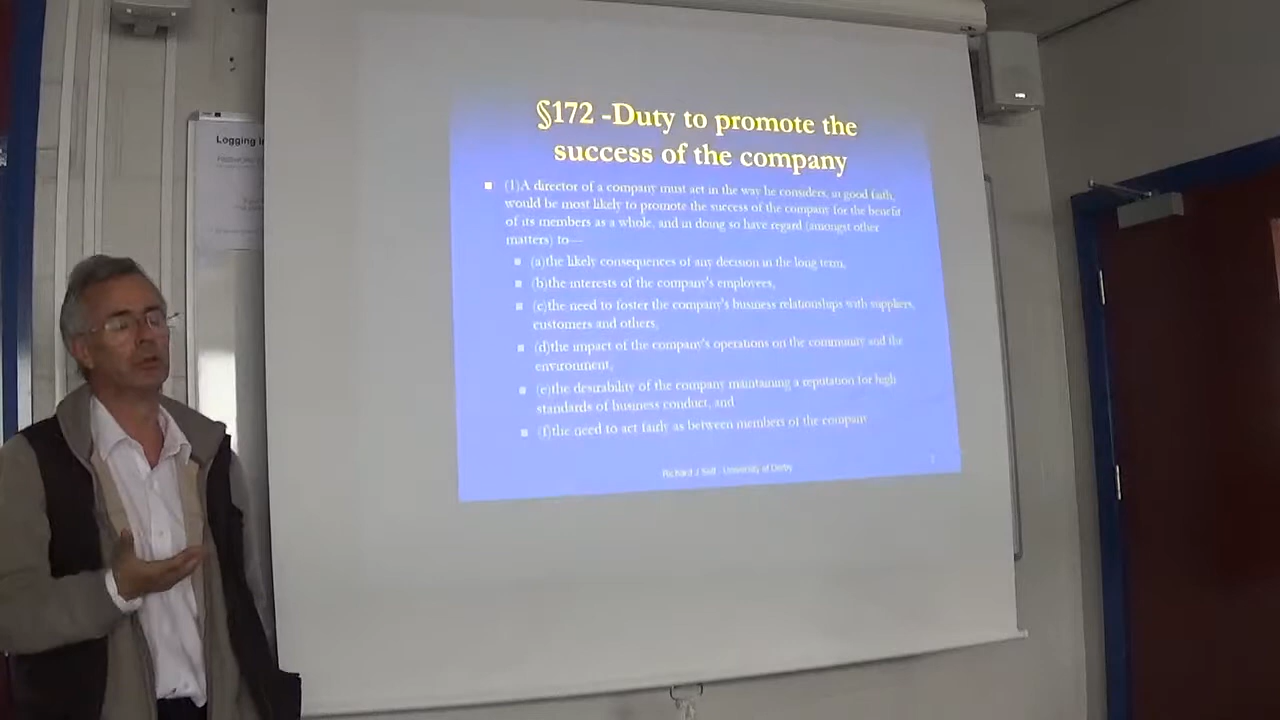 Logging in
§172 -Duty to promote the
success of the company
(1)A director of a company must act in the way he considers, in good faith,
would be most likely to promote the success of the company for the benefit
of its members as a whole, and in doing so have regard (amongst other
matters) to—
(a)the likely consequences of any decision in the long term,
(b)the interests of the company's employees,
(c)the need to foster the company's business relationships with suppliers,
customers and others,
(d)the impact of the company's operations on the community and the
environment,
(e)the desirability of the company maintaining a reputation for high
standards of business conduct, and
(f)the need to act fairly as between members of the company
Richard J Self - University of Derby